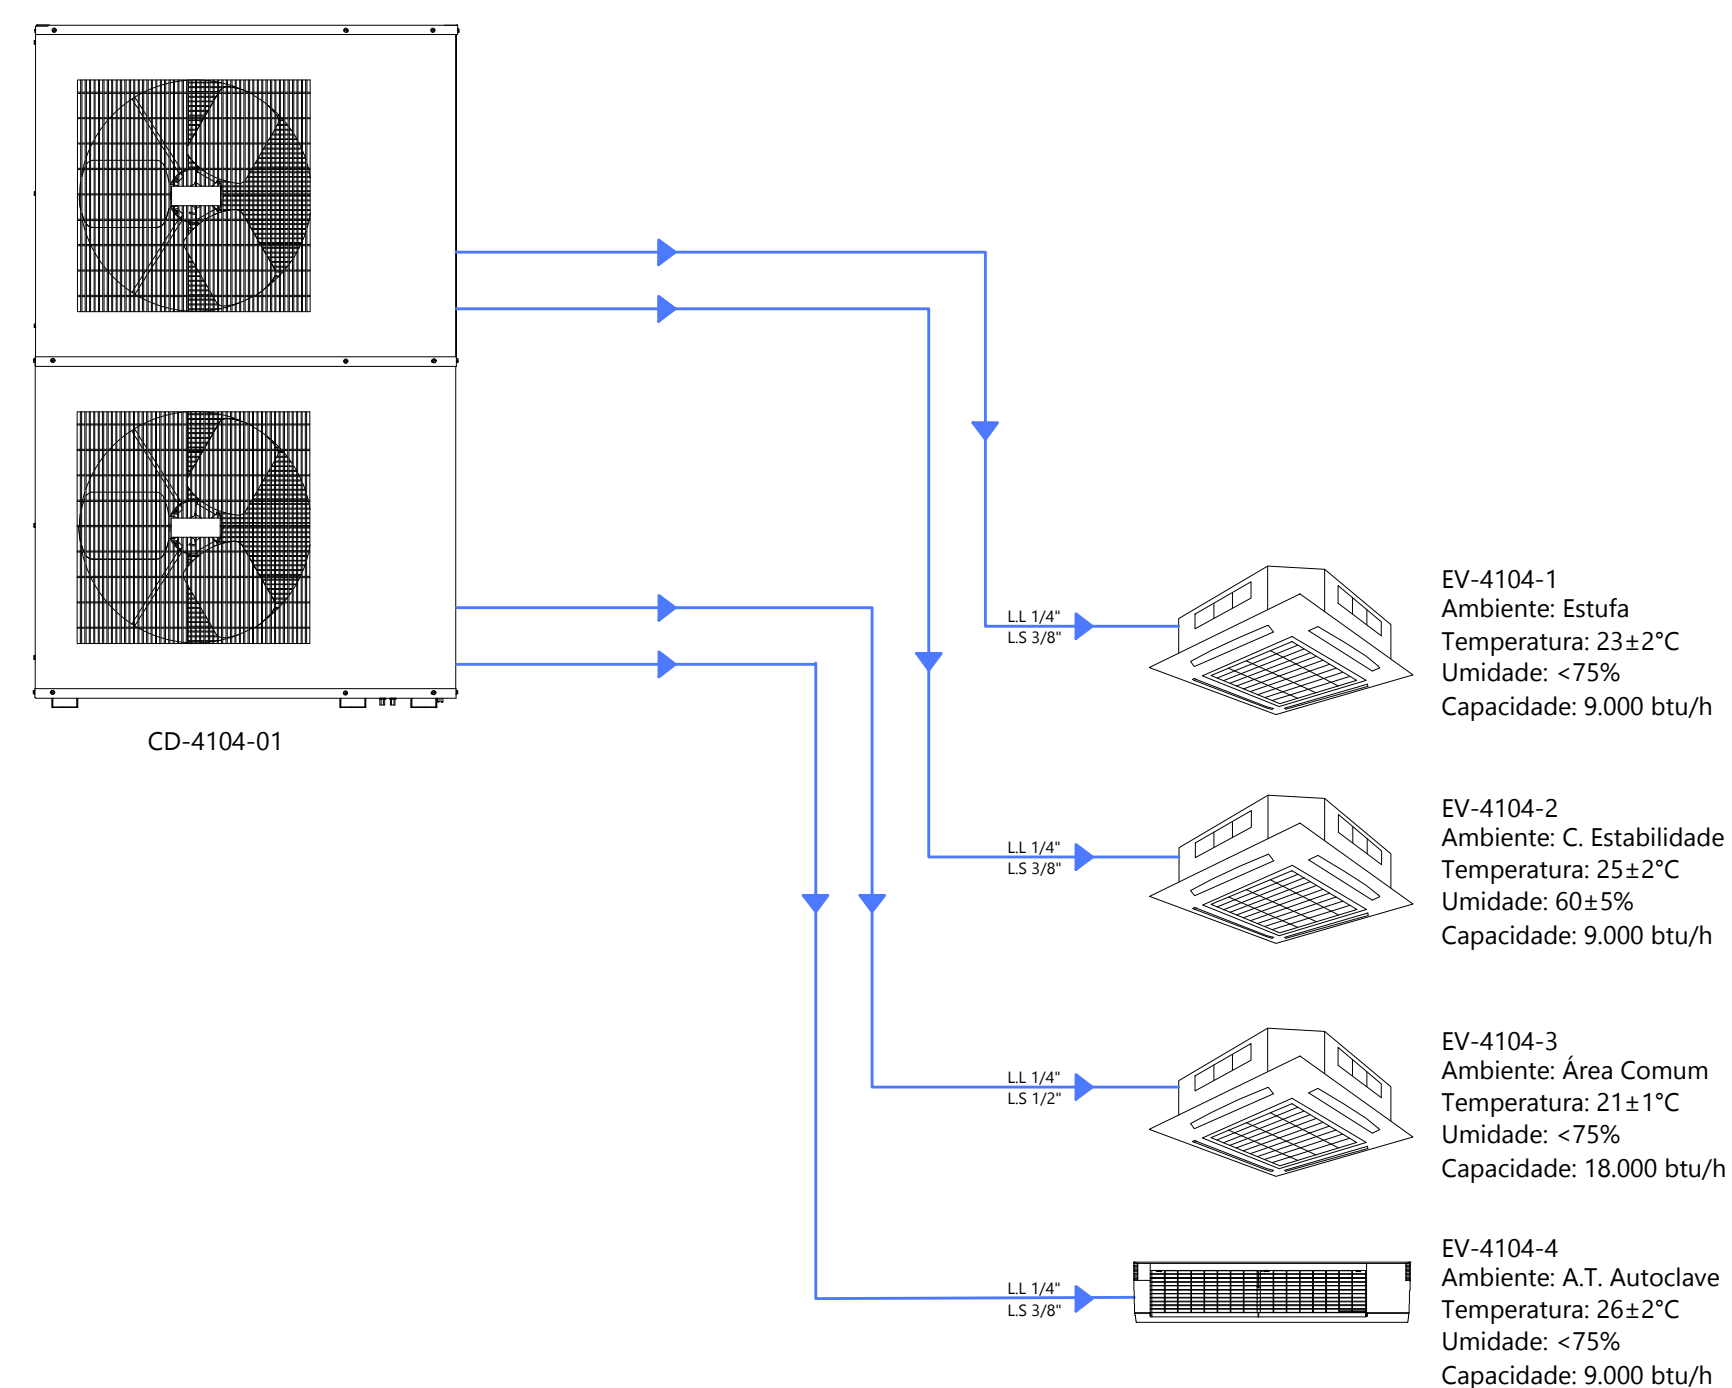 CD-4104-01
L.L 1/4"
L.S 3/8"
EV-4104-1
Ambiente: Estufa
Temperatura: 23±2°C
Umidade: <75%
Capacidade: 9.000 btu/h
L.L 1/4"
L.S 3/8"
EV-4104-2
Ambiente: C. Estabilidade
Temperatura: 25±2°C
Umidade: 60±5%
Capacidade: 9.000 btu/h
L.L 1/4"
L.S 1/2"
EV-4104-3
Ambiente: Área Comum
Temperatura: 21±1°C
Umidade: <75%
Capacidade: 18.000 btu/h
L.L 1/4"
L.S 3/8"
EV-4104-4
Ambiente: A.T. Autoclave
Temperatura: 26±2°C
Umidade: <75%
Capacidade: 9.000 btu/h